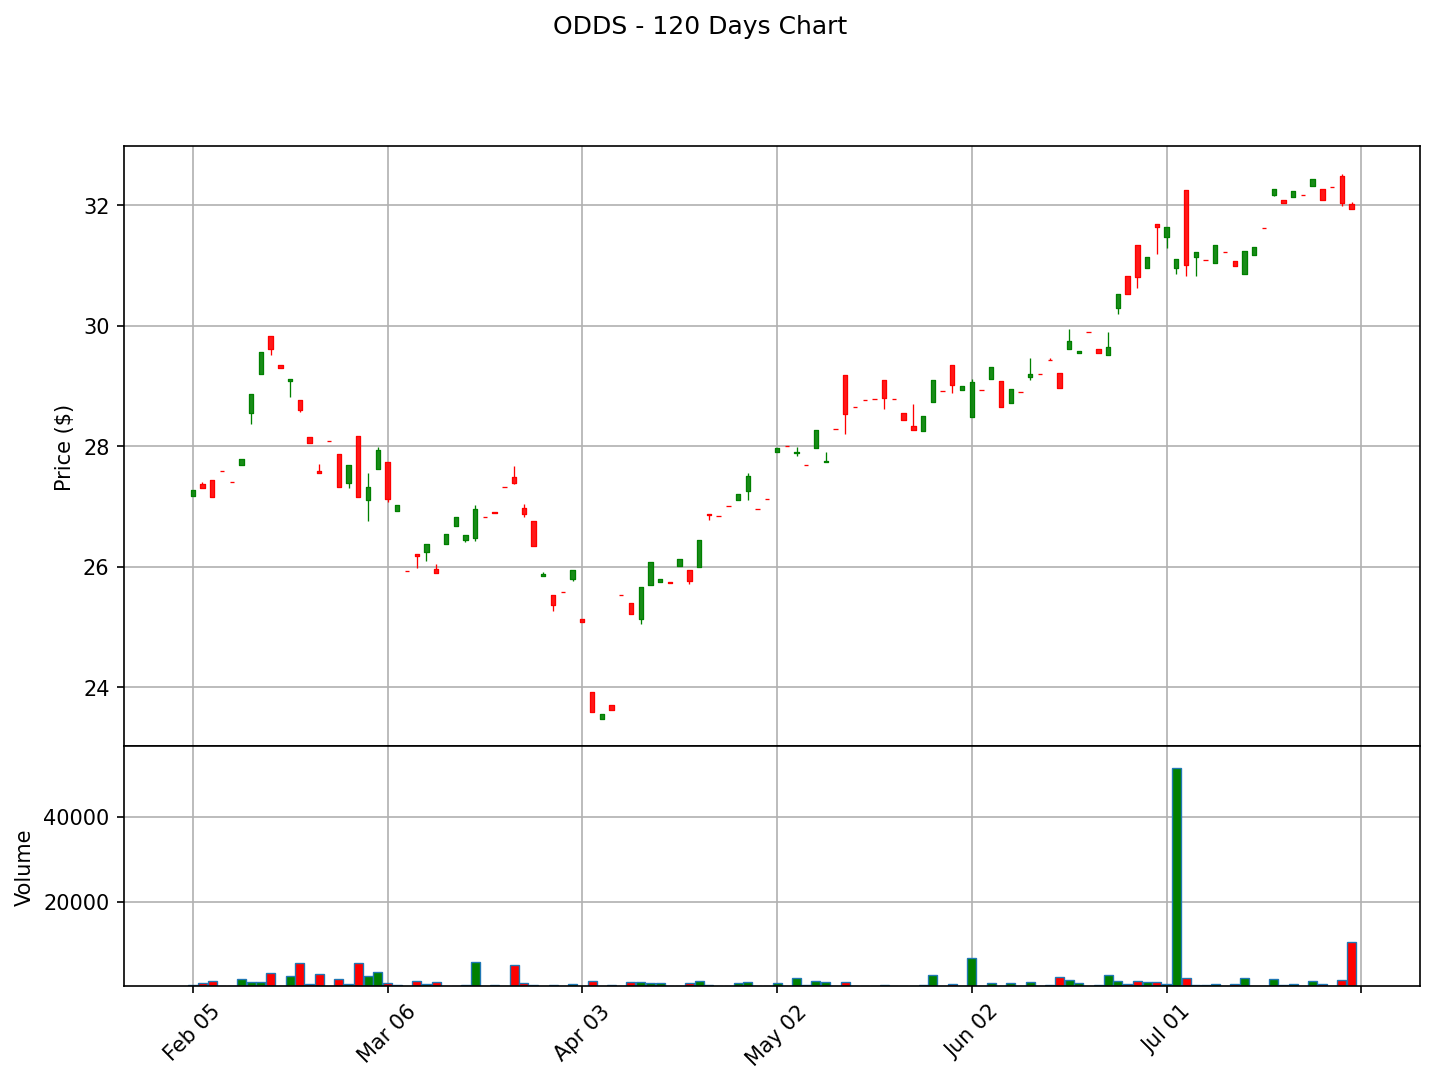 ODDS - 120 Days Chart
Price ($)
32
30
28
26
24
Volume
40000
20000
Feb 05
Mar 06
Apr 03
May 02
Jun 02
Jul 01